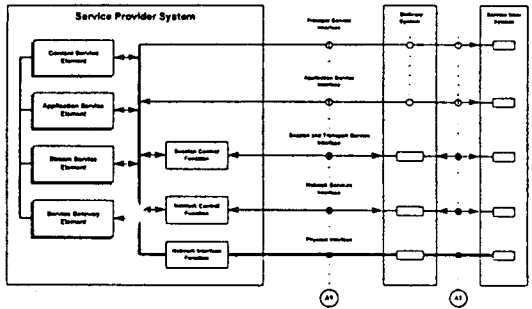 Service Provider System
Principal Service
Interface
Delivery
System
System
Content Service
Element
Application Service
Interface
Application Service
Element
Session and Transport Service
Interface
Stream Service
Element
Session Control
Function
Network Services
Interface
Service Gateway
Element
Network Control
Function
Physical Interface
Network Interface
Function
A9